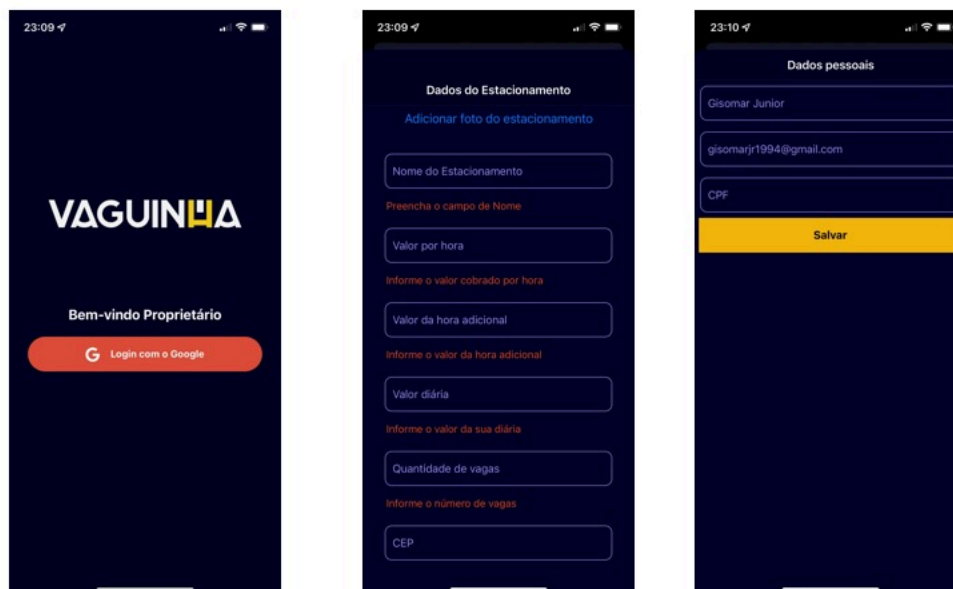 23:09
VAGUINHA
Bem-vindo Proprietário
G Login com o Google
23:09
Dados do Estacionamento
Adicionar foto do estacionamento
Nome do Estacionamento
Preencha o campo de Nome
Valor por hora
Informe o valor cobrado por hora
Valor da hora adicional
Informe o valor da hora adicional
Valor diária
Informe o valor da sua diária
Quantidade de vagas
Informe o número de vagas
CEP
23:10
Dados pessoais
Gisomar Junior
gisomarjr1994@gmail.com
CPF
Salvar